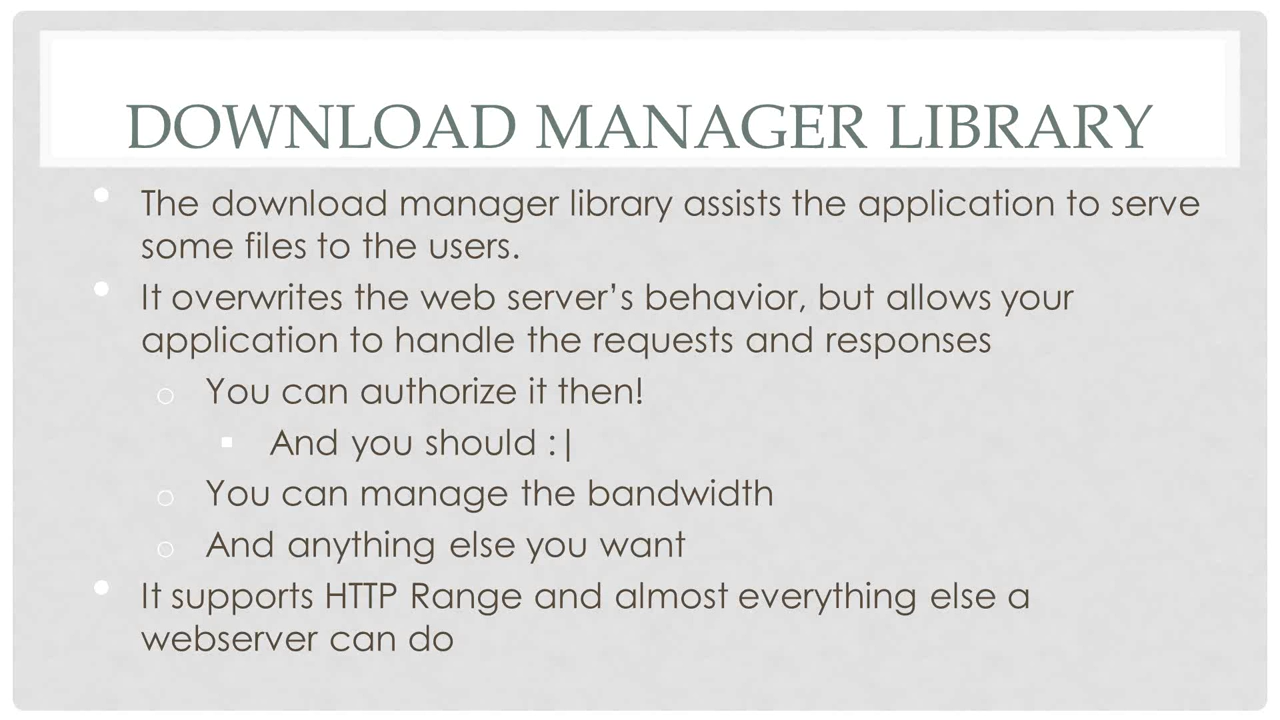 DOWNLOAD MANAGER LIBRARY
The download manager library assists the application to serve
some files to the users.
It overwrites the web server’s behavior, but allows your
application to handle the requests and responses
You can authorize it then!
And you should :|
You can manage the bandwidth
And anything else you want
It supports HTTP Range and almost everything else a
webserver can do